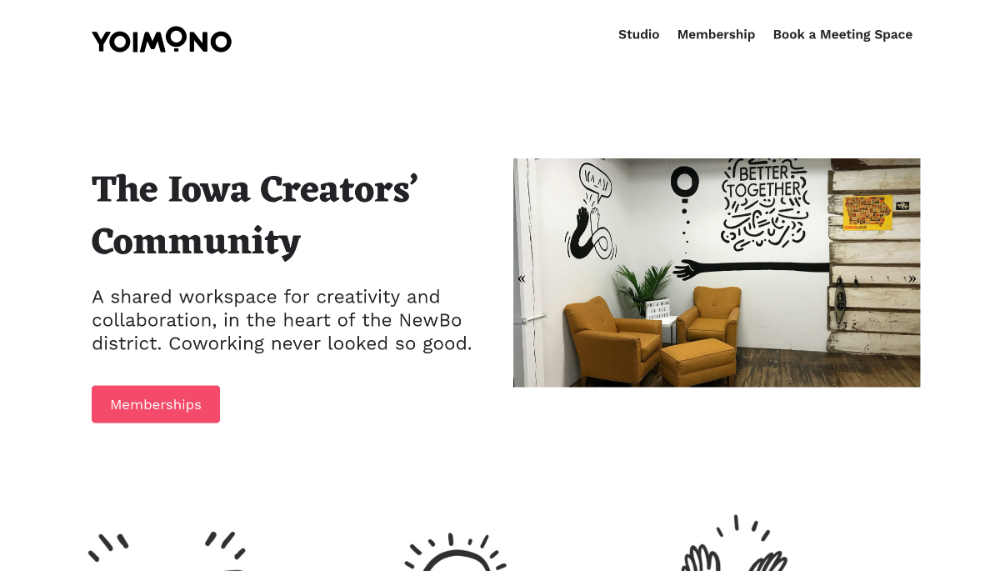 YOIMONO
Studio Membership Book a Meeting Space
The Iowa Creators’
Community
A shared workspace for creativity and
collaboration, in the heart of the NewBo
district. Coworking never looked so good.
Memberships
«
»
BETTER
TOGETHER